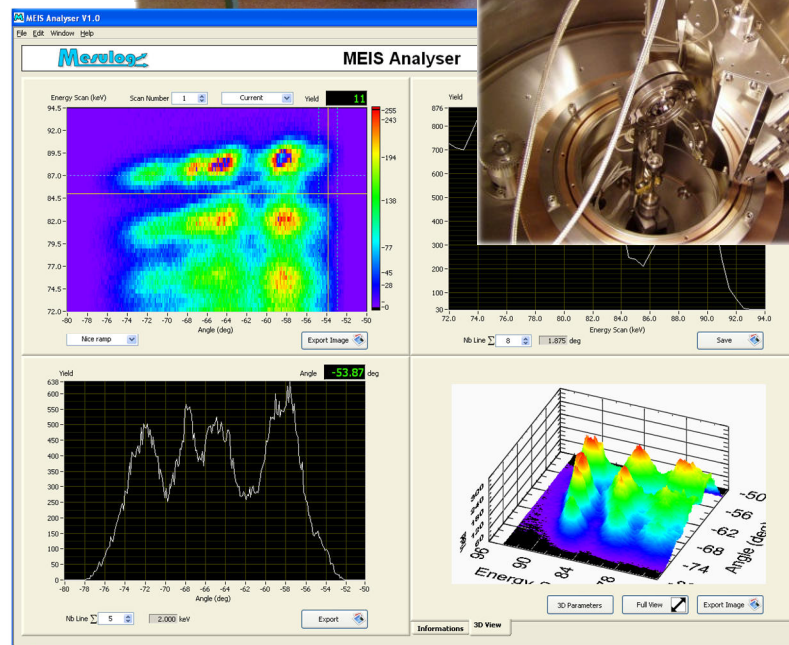 MEIS Analyser V1.0
File Edit Window Help
Mesulog
MEIS Analyser
Energy Scan (keV) Scan Number 1 Current Yield 11
94.5
92.0
89.5
87.0
84.5
82.0
79.5
77.0
74.5
72.0
-80 -78 -76 -74 -72 -70 -68 -66 -64 -62 -60 -58 -56 -54 -52 -50
Angle (deg)
255
243
194
138
77
45
28
0
Nice ramp
Export Image
Yield
876
800
700
600
500
400
300
200
100
30
72.0 74.0 76.0 78.0 80.0 82.0 84.0 86.0 88.0 90.0 92.0 94.0
Energy Scan (keV)
Nb Line ∑ 8 1.875 deg
Save
Yield Angle -53.87 deg
638
600
550
500
450
400
350
300
250
200
150
100
50
0
-80 -78 -76 -74 -72 -70 -68 -66 -64 -62 -60 -58 -56 -54 -52 -50
Angle (deg)
Nb Line ∑ 5 2.000 keV
Export
300
240
180
120
60
96 90 84 78
Energy
-50
-56
-62
-68
-74
Angle (deg)
3D Parameters Full View Export Image
Informations 3D View